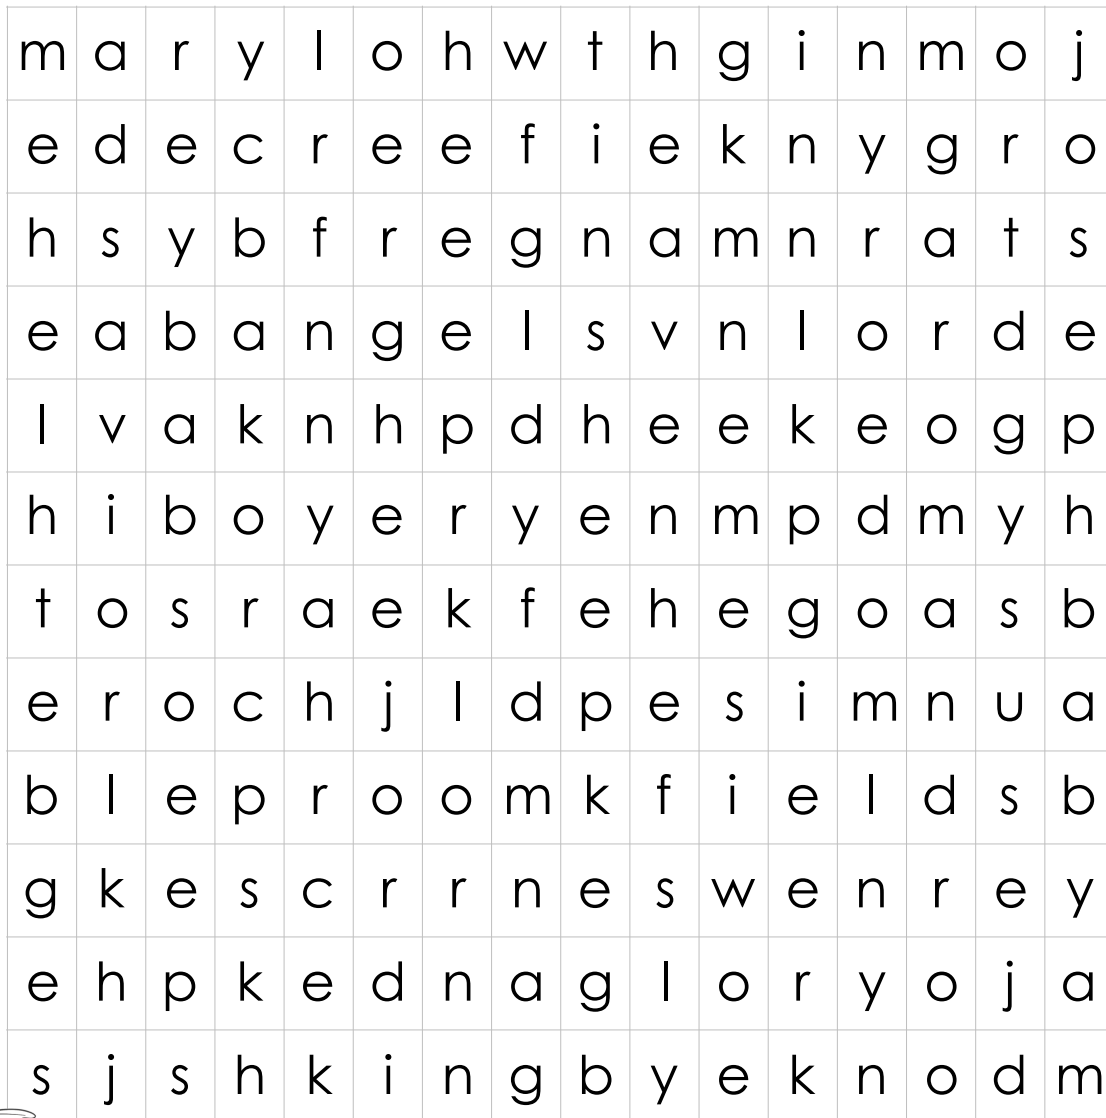 m a r y l o h w t h g i n m o j
e d e c r e e f i e k n y g r o
h s y b f r e g n a m n r a t s
e a b a n g e l s v n l o r d e
l v a k n h p d h e e k e o g p
h i b o y e r y e n m p d m y h
t o s r a e k f e h e g o a s b
e r o c h j l d p e s i m n u a
b l e p r o o m k f i e l d s b
g k e s c r r n e s w e n r e y
e h p k e d n a g l o r y o j a
s j s h k i n g b y e k n o d m